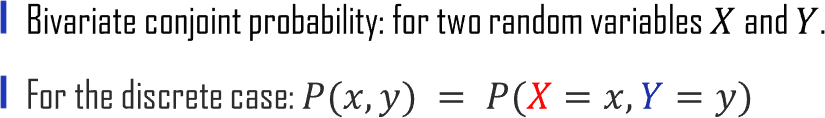 Bivariate conjoint probability: for two random variables X and Y.
For the discrete case: P(x, y) = P(X = x, Y = y)